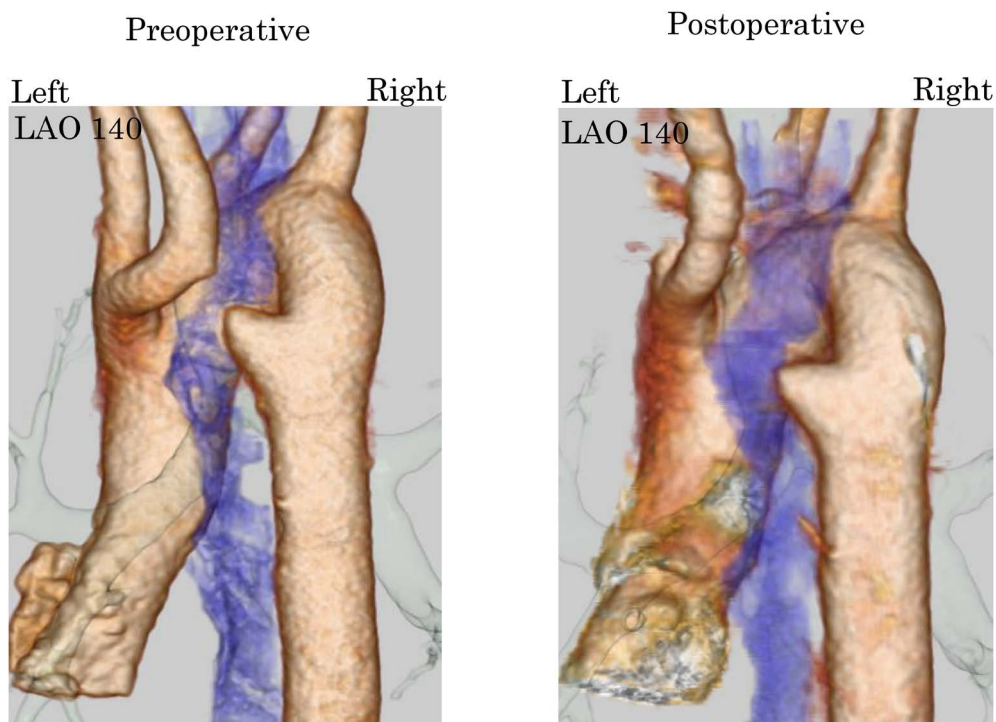 Preoperative
Left
Right
LAO 140
Postoperative
Left
Right
LAO 140